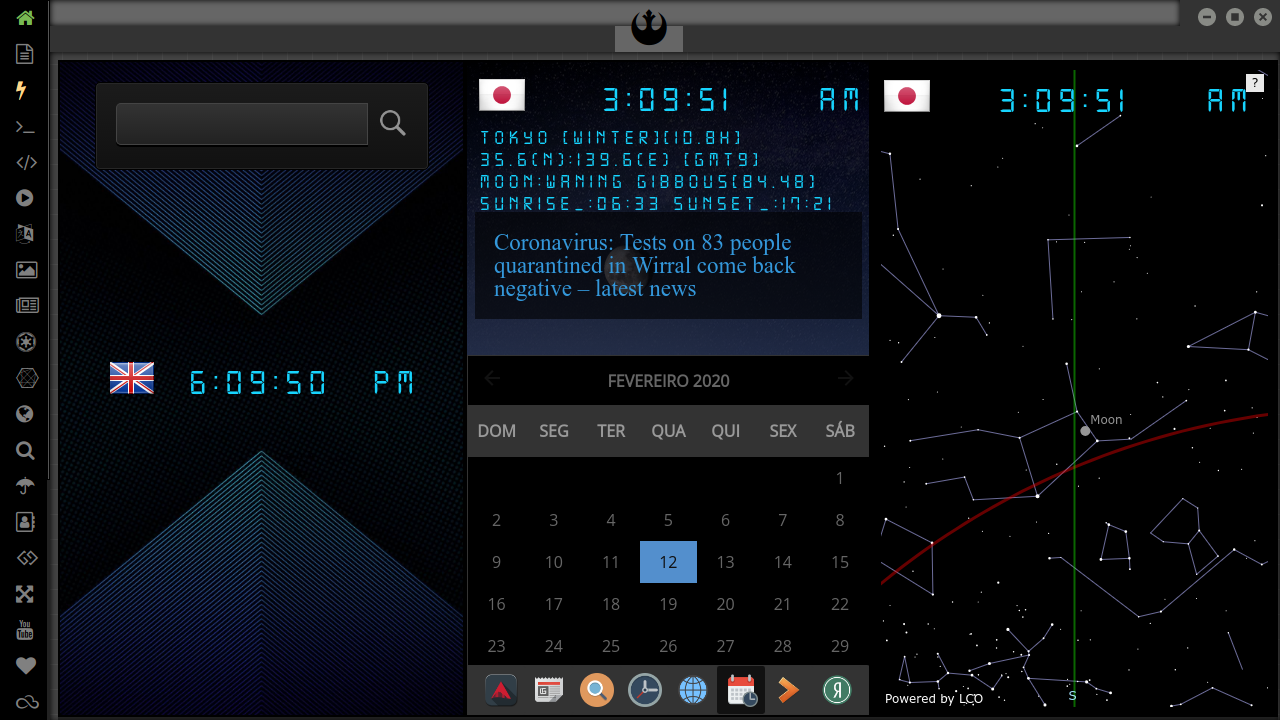 3:09:51 AM
TOKYO [WINTER][10.8H]
35.6(N):139.6(E) [GMT9]
MOON:WANING GIBBOUS[84.48]
SUNRISE_:06:33 SUNSET_:17:21
Coronavirus: Tests on 83 people
quarantined in Wirral come back
negative – latest news
6:09:50 PM
FEVEREIRO 2020
DOM SEG TER QUA QUI SEX SÁB
1
2 3 4 5 6 7 8
9 10 11 12 13 14 15
16 17 18 19 20 21 22
23 24 25 26 27 28 29
3:09:51 AM
?
Moon
S
Powered by LCO
You
Tube
Я